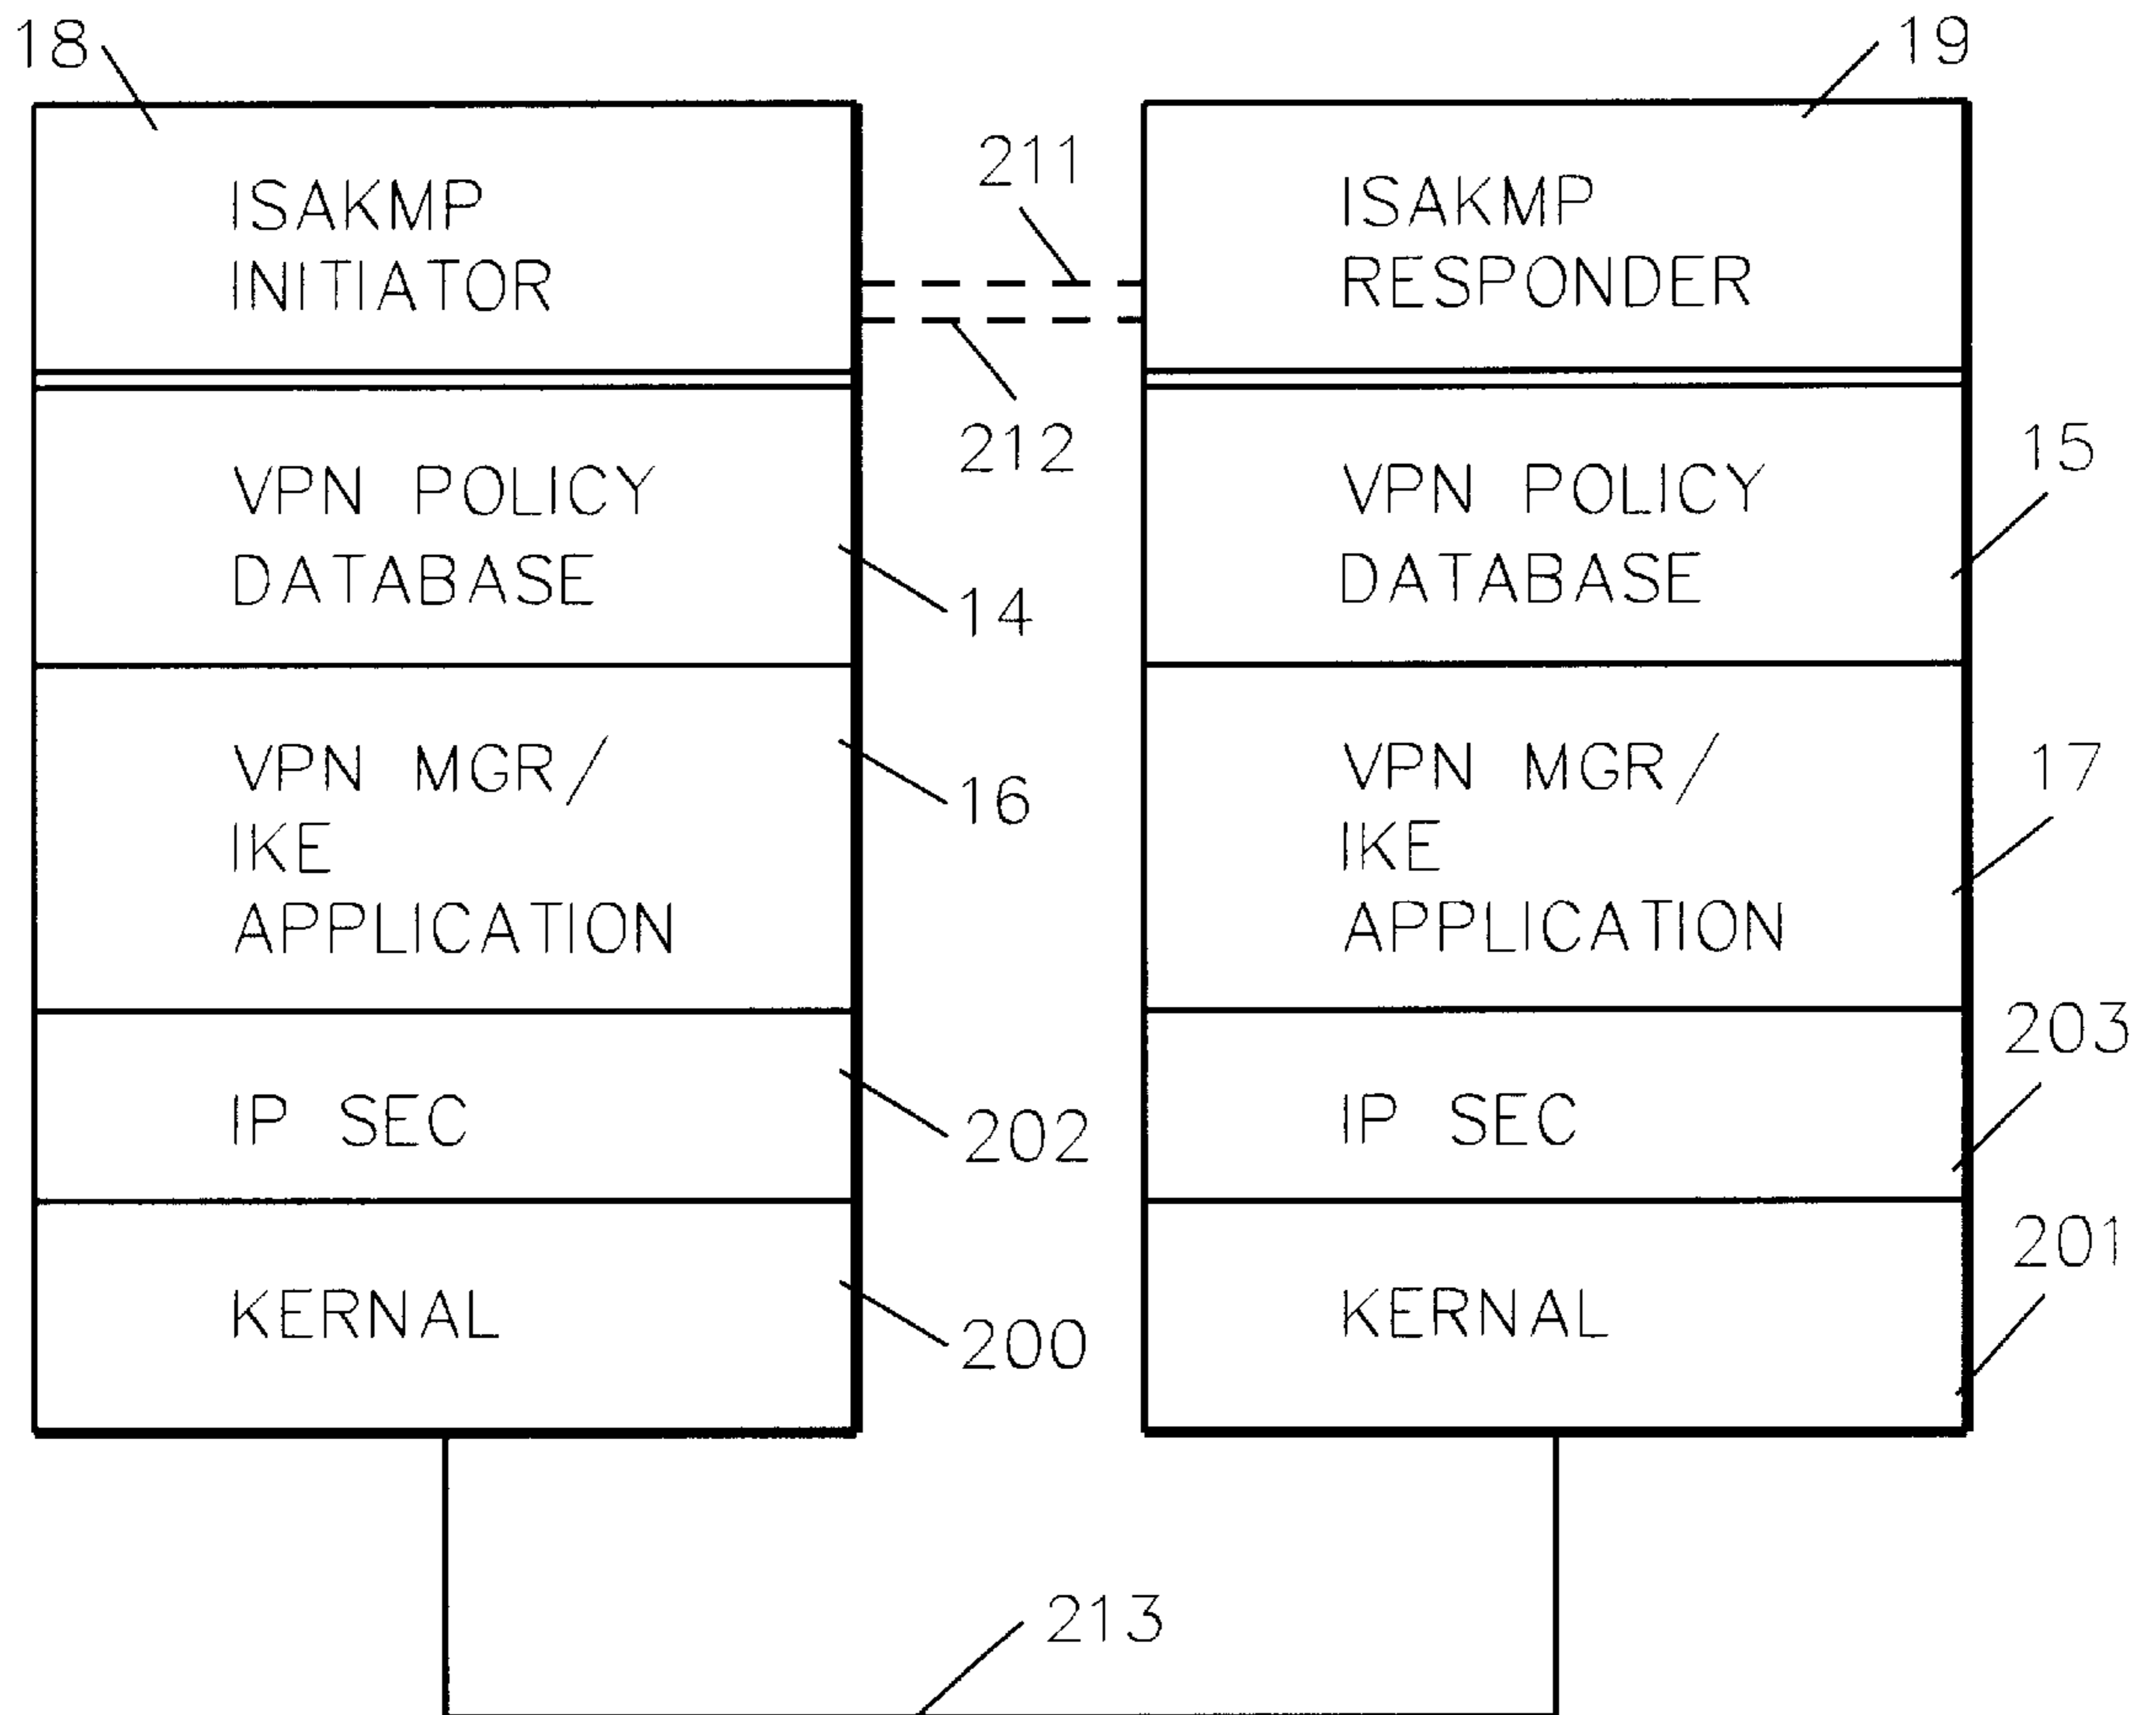 18
19
ISAKMP
INITIATOR
211
212
ISAKMP
RESPONDER
VPN POLICY
DATABASE
14
VPN POLICY
DATABASE
15
VPN MGR/
IKE
APPLICATION
16
VPN MGR/
IKE
APPLICATION
17
IP SEC
202
IP SEC
203
KERNAL
200
KERNAL
201
213